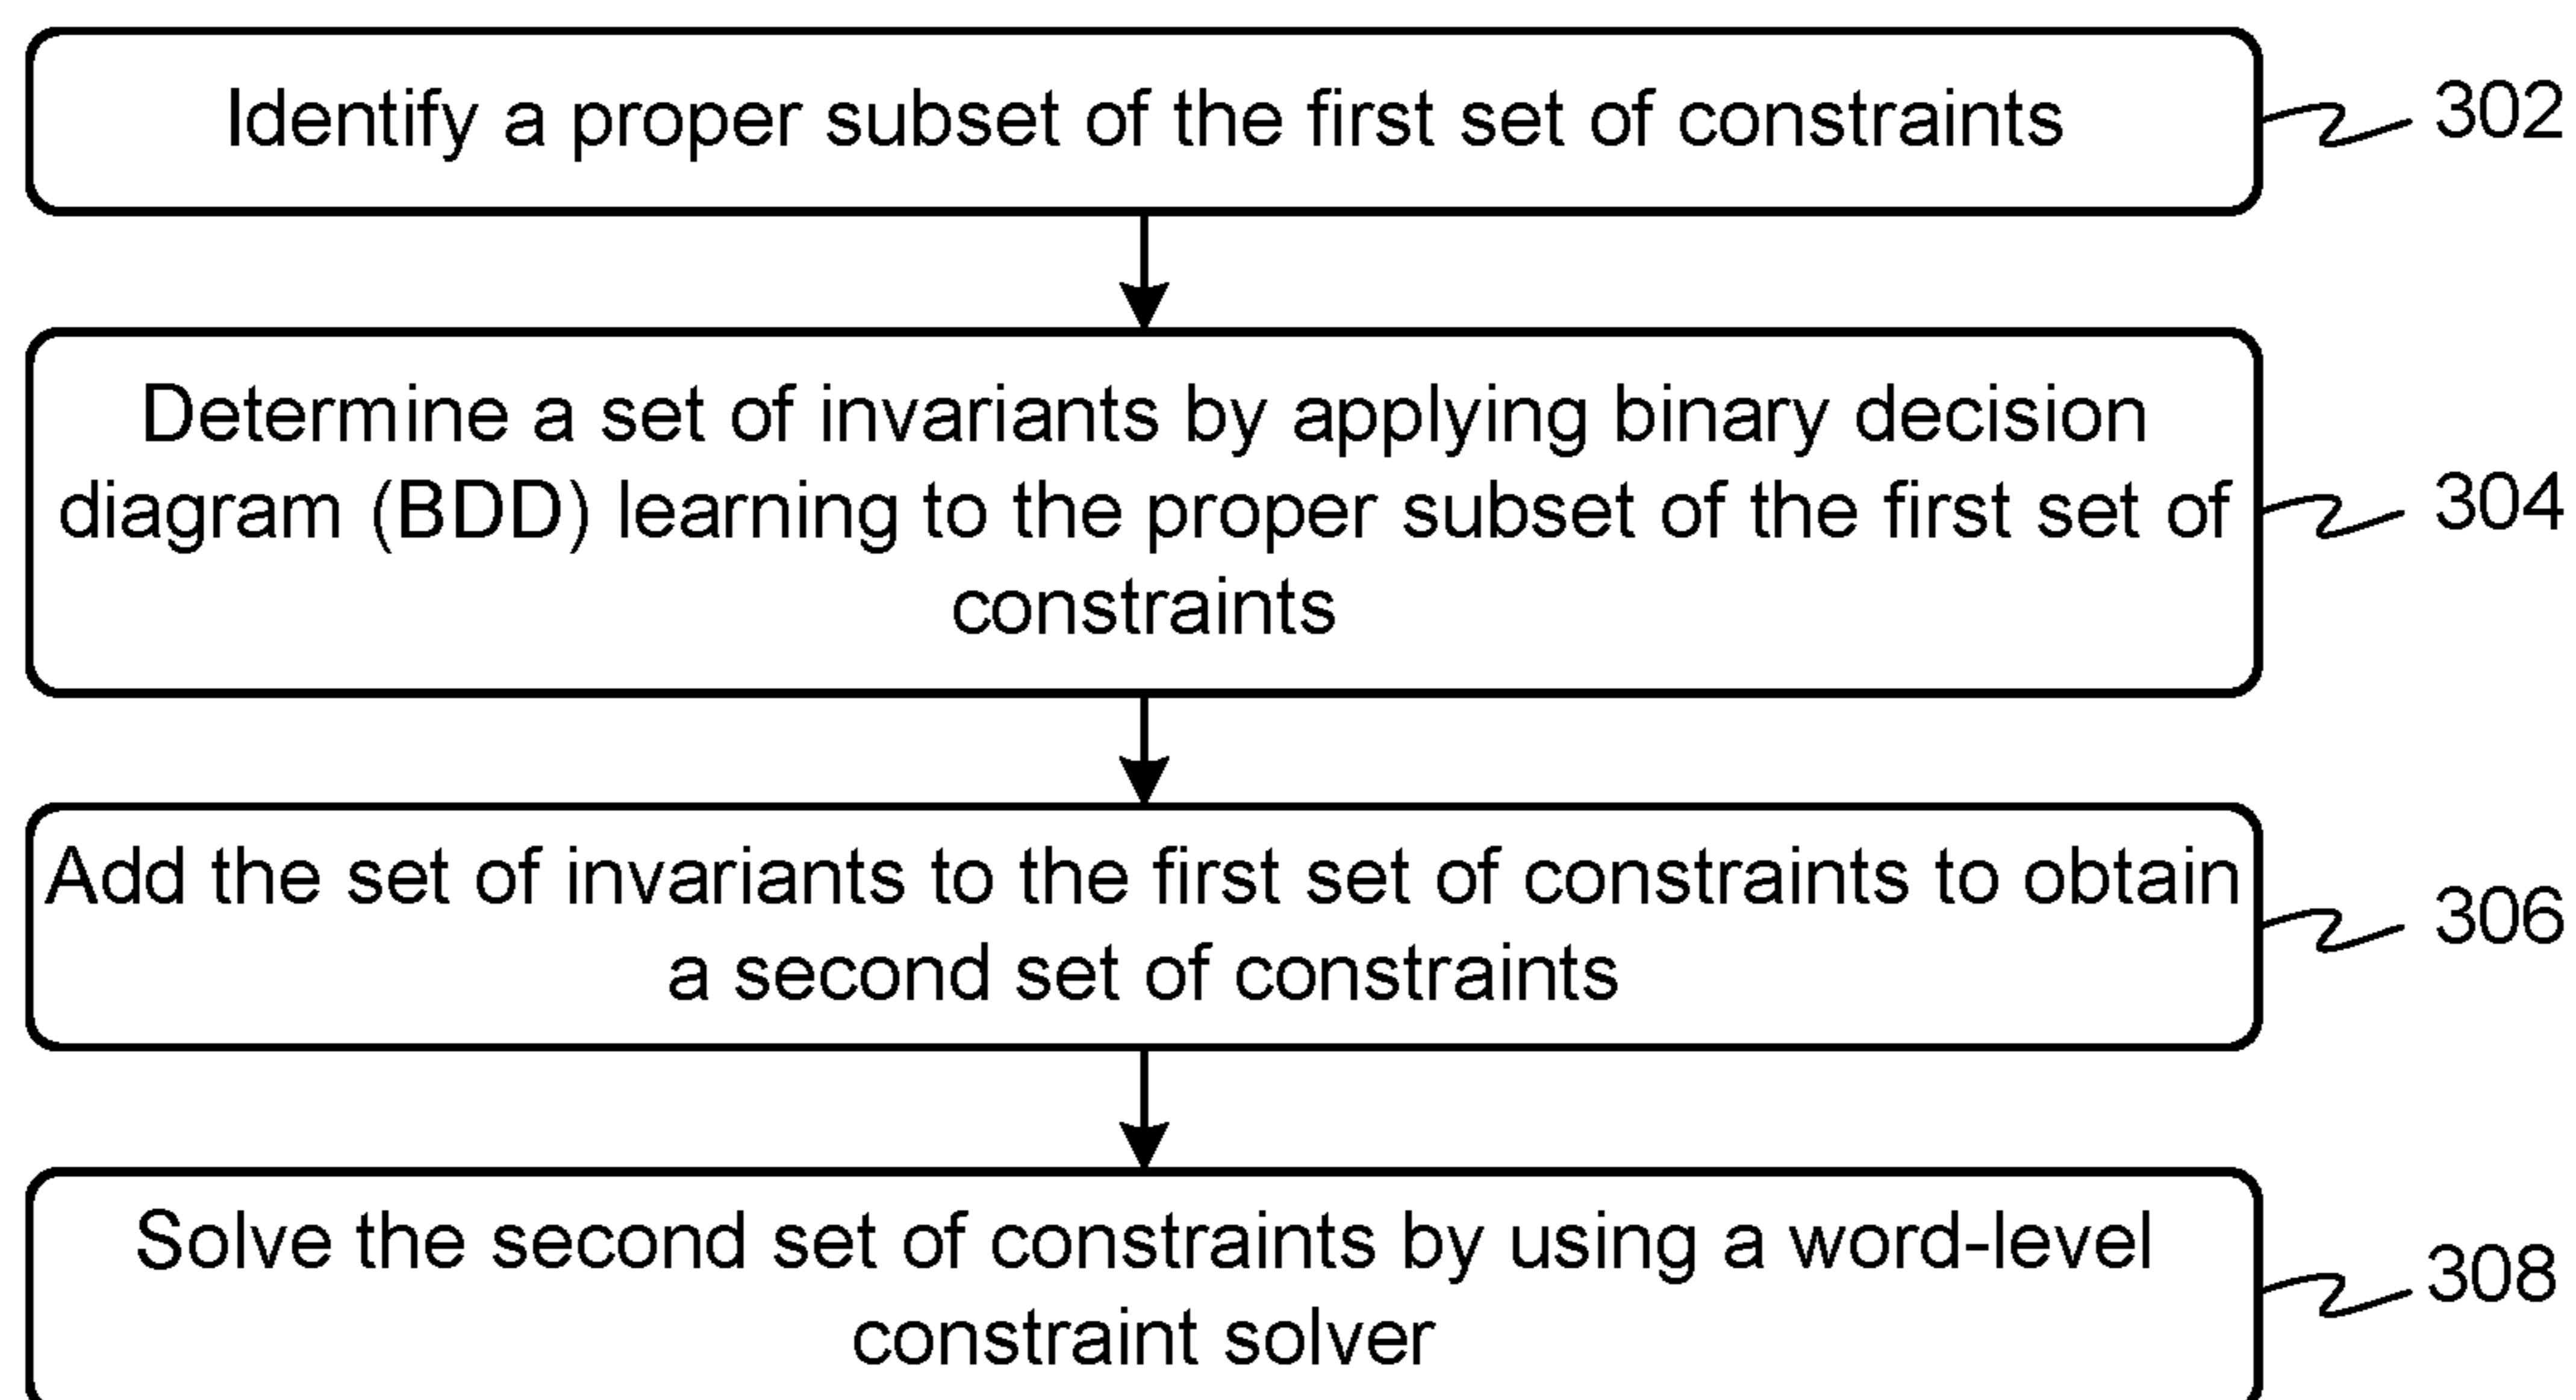 Identify a proper subset of the first set of constraints
302
Determine a set of invariants by applying binary decision
diagram (BDD) learning to the proper subset of the first set of
constraints
304
Add the set of invariants to the first set of constraints to obtain
a second set of constraints
306
Solve the second set of constraints by using a word-level
constraint solver
308